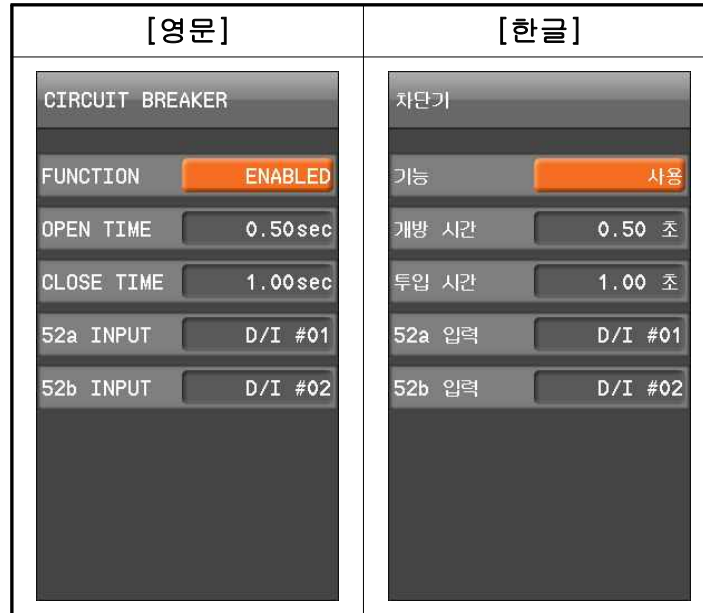 [영문] [한글]
CIRCUIT BREAKER
FUNCTION ENABLED
OPEN TIME 0.50sec
CLOSE TIME 1.00sec
52a INPUT D/I #01
52b INPUT D/I #02
차단기
기능 사용
개방 시간 0.50 초
투입 시간 1.00 초
52a 입력 D/I #01
52b 입력 D/I #02